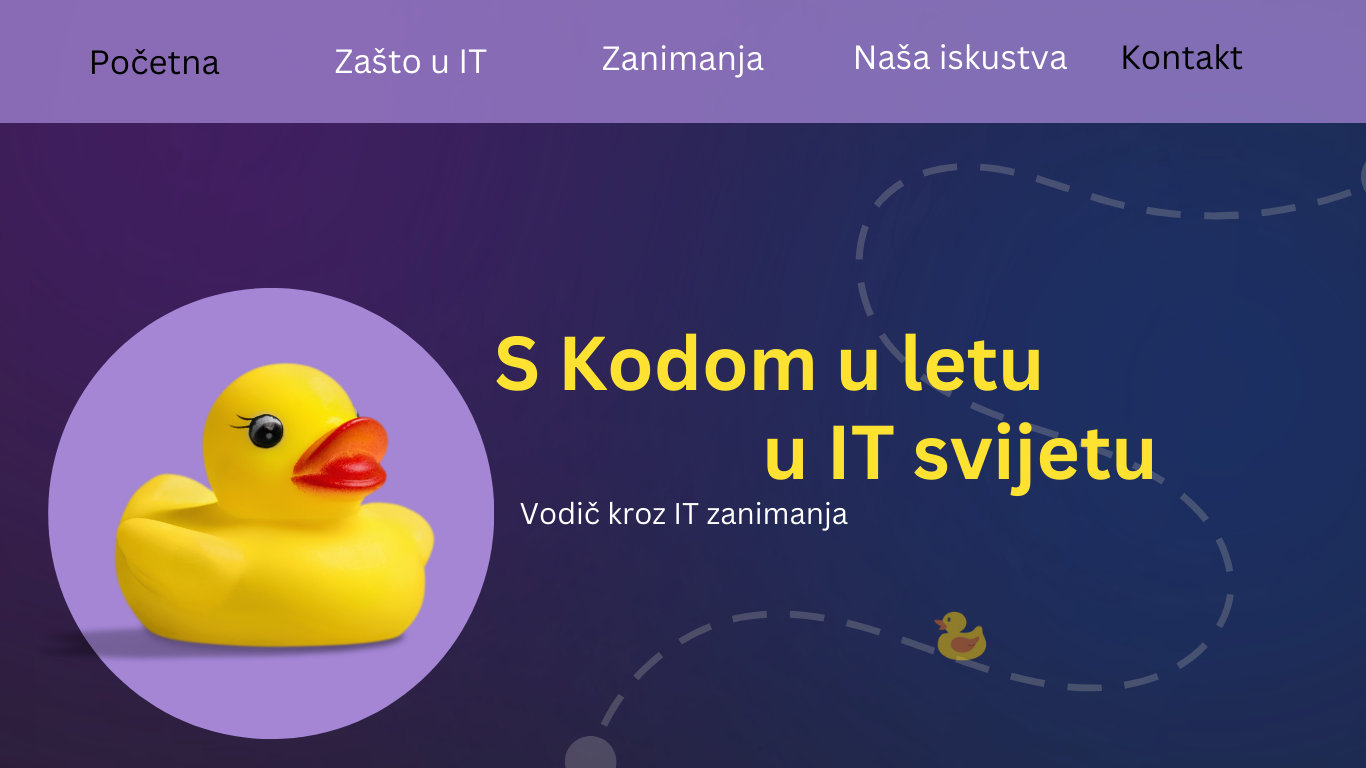 Početna
Zašto u IT
Zanimanja
Naša iskustva
Kontakt
S Kodom u letu
u IT svijetu
Vodič kroz IT zanimanja